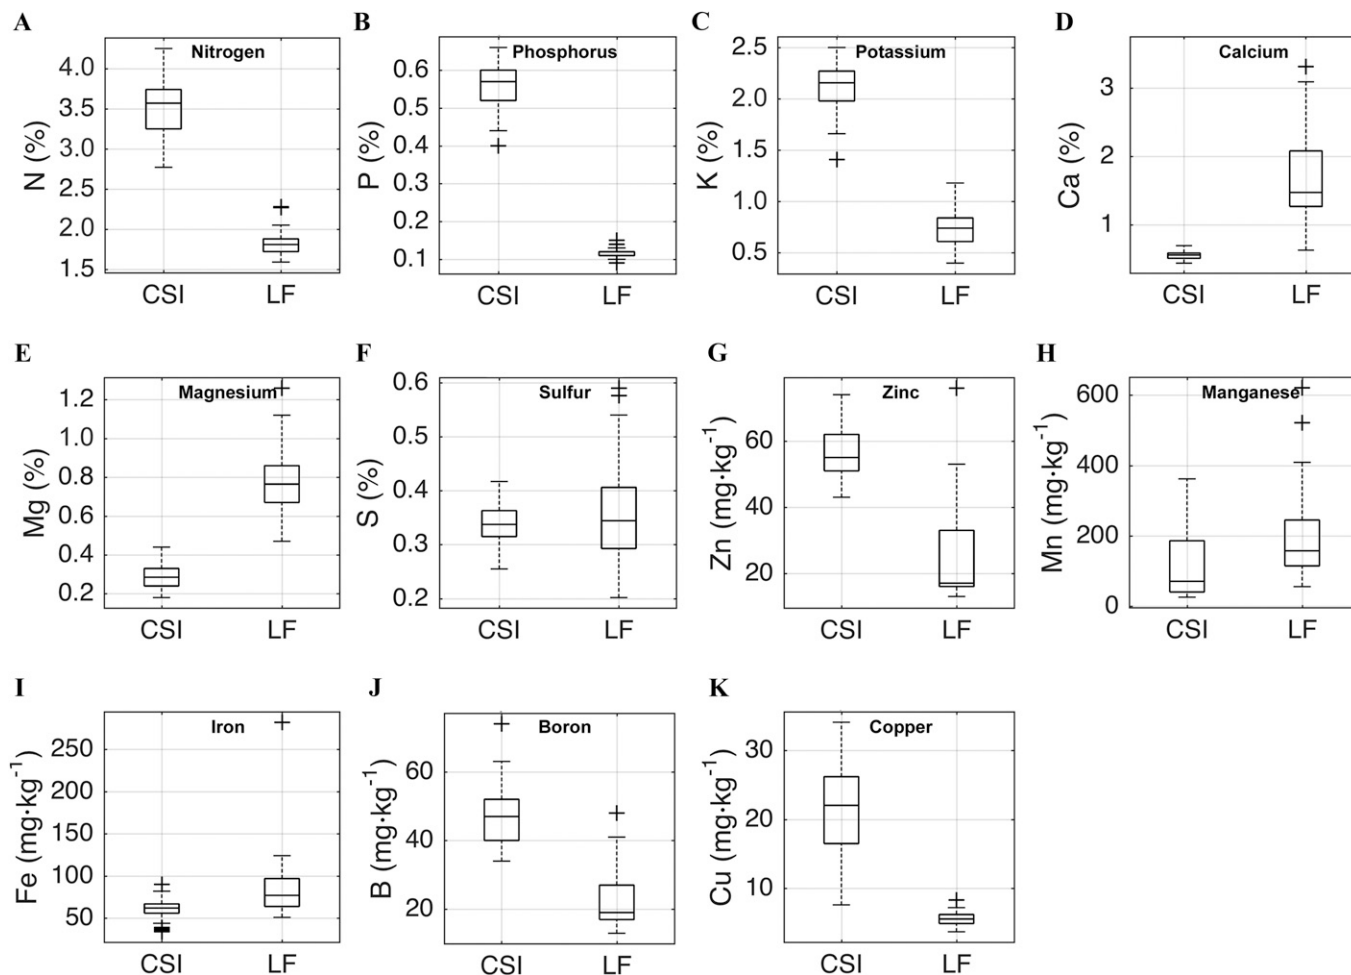 A
B
C
D
Nitrogen
Phosphorus
Potassium
Calcium
N (%)
4.0
3.5
3.0
2.5
2.0
1.5
CSI
LF
P (%)
0.6
0.5
0.4
0.3
0.2
0.1
CSI
LF
K (%)
2.5
2.0
1.5
1.0
0.5
CSI
LF
Ca (%)
3
2
1
CSI
LF
E
F
G
H
Magnesium
Sulfur
Zinc
Manganese
Mg (%)
1.2
1.0
0.8
0.6
0.4
0.2
CSI
LF
S (%)
0.6
0.5
0.4
0.3
0.2
CSI
LF
Zn (mg·kg⁻¹)
60
40
20
CSI
LF
Mn (mg·kg⁻¹)
600
400
200
0
CSI
LF
I
J
K
Iron
Boron
Copper
Fe (mg·kg⁻¹)
250
200
150
100
50
CSI
LF
B (mg·kg⁻¹)
60
40
20
CSI
LF
Cu (mg·kg⁻¹)
30
20
10
CSI
LF